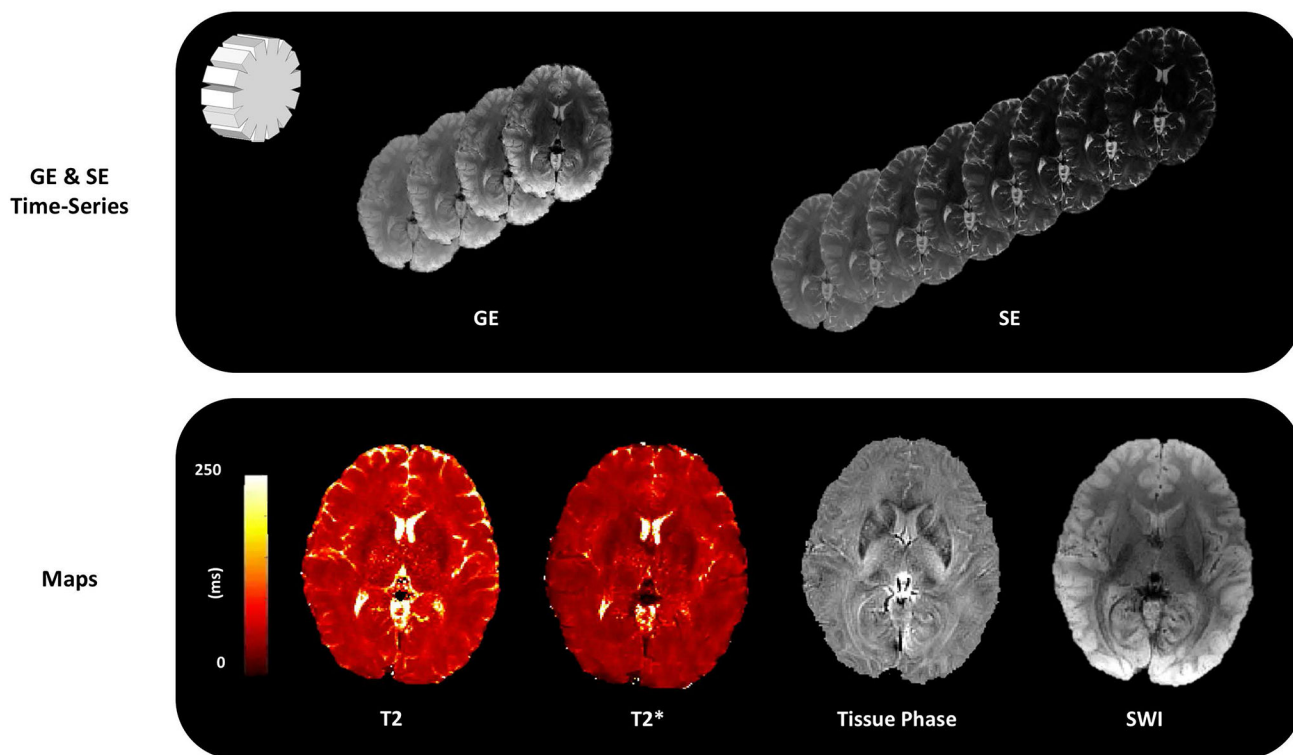 GE & SE
Time-Series
GE
SE
Maps
250
(ms)
0
T2
T2*
Tissue Phase
SWI